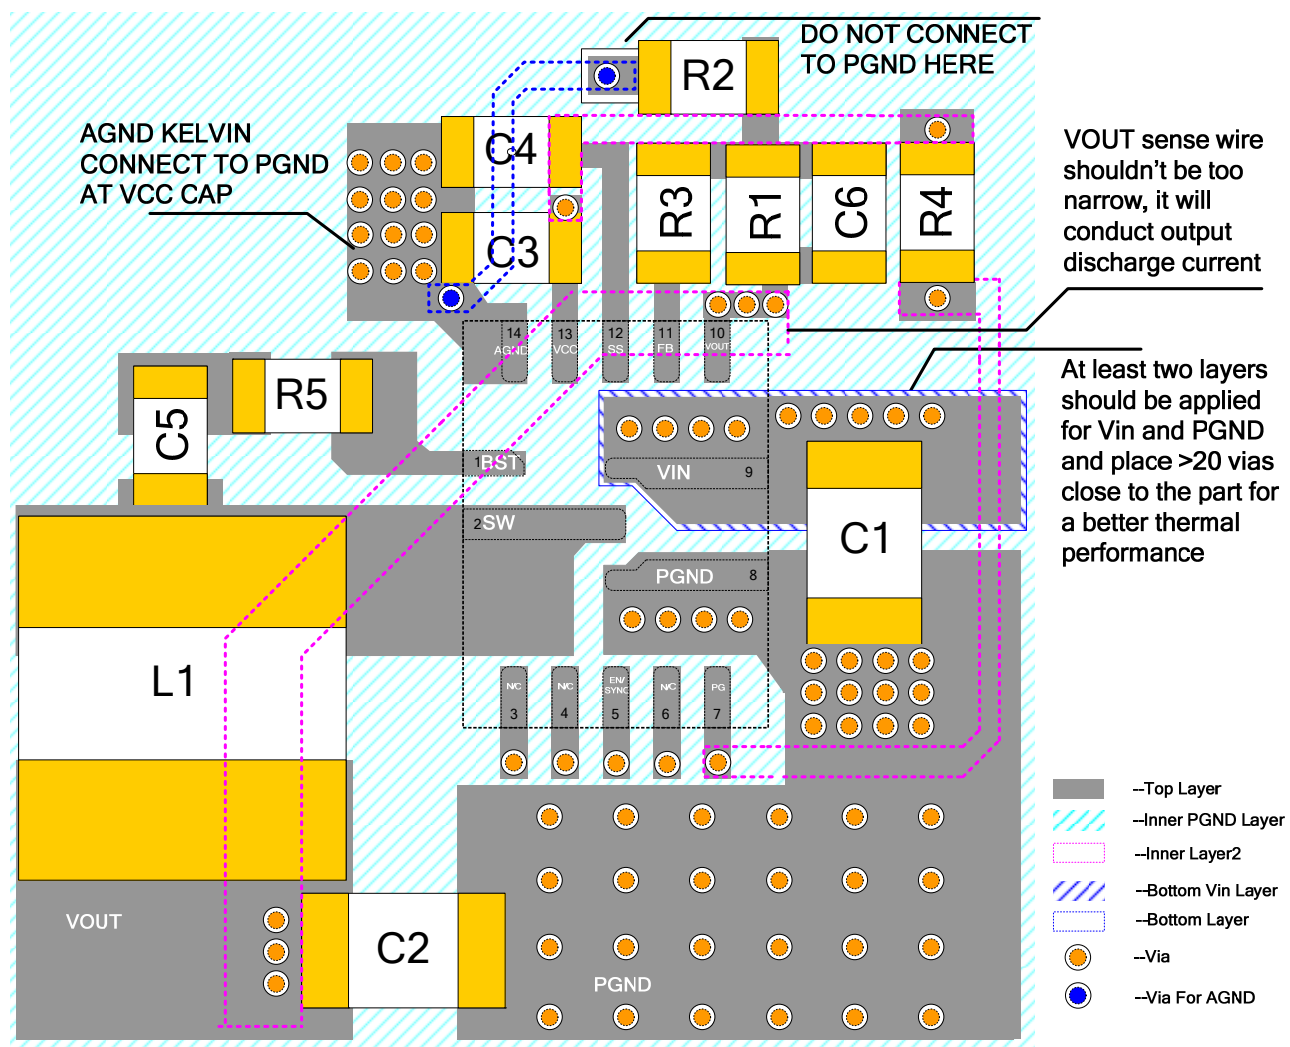 DO NOT CONNECT
TO PGND HERE
R2
AGND KELVIN
CONNECT TO PGND
AT VCC CAP
C4
C3
R3
R1
C6
R4
VOUT sense wire
shouldn't be too
narrow, it will
conduct output
discharge current
14
AGND
13
VCC
12
SS
11
FB
10
VOUT
At least two layers
should be applied
for Vin and PGND
and place >20 vias
close to the part for
a better thermal
performance
C5
R5
1
BST
VIN
9
2
SW
C1
PGND
8
L1
N/C
3
N/C
4
EN/
SYNC
5
N/C
6
PG
7
--Top Layer
--Inner PGND Layer
--Inner Layer2
--Bottom Vin Layer
--Bottom Layer
--Via
--Via For AGND
VOUT
C2
PGND